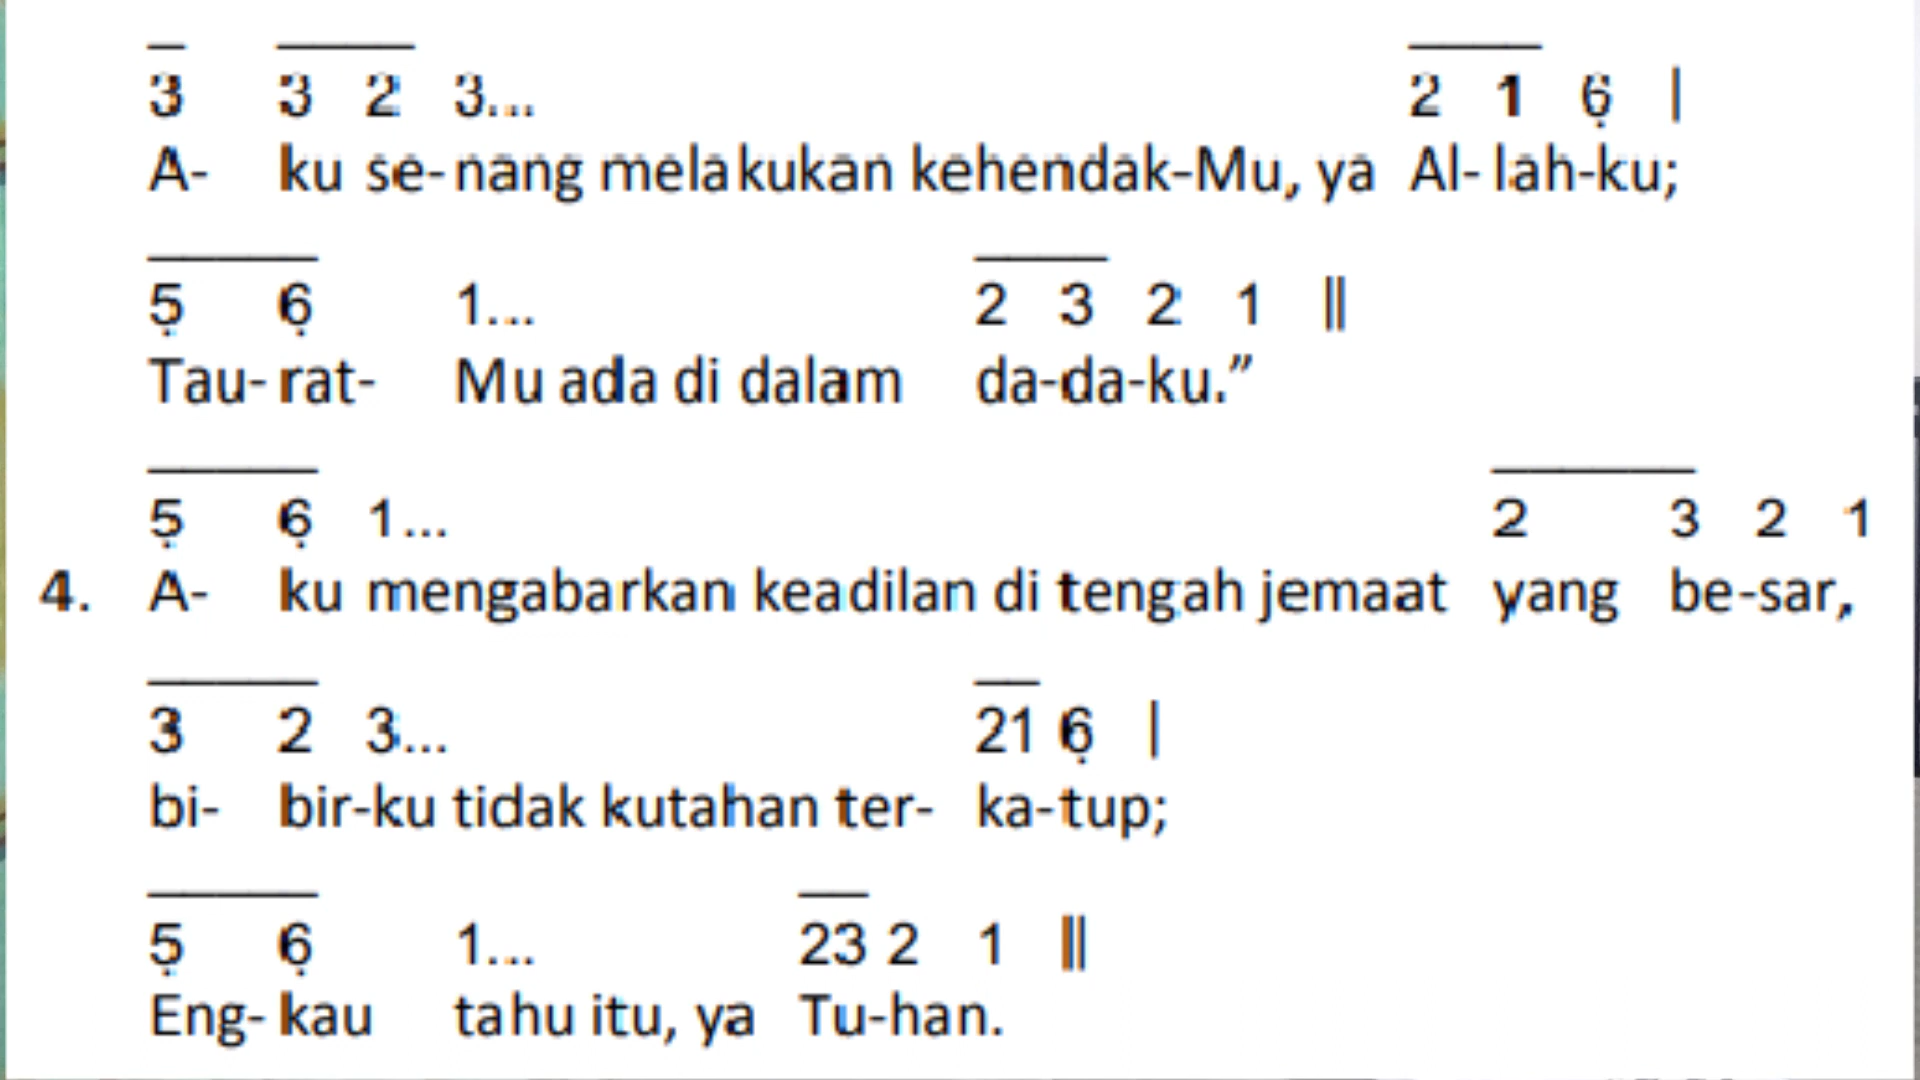 3 3 2 3... 2 1 6̣ |
A- ku se-nang melakukan kehendak-Mu, ya Al-lah-ku;
5̣ 6̣ 1... 2 3 2 1 ||
Tau-rat- Mu ada di dalam da-da-ku.”
5̣ 6̣ 1... 2 3 2 1
4. A- ku mengabarkan keadilan di tengah jemaat yang be-sar,
3 2 3... 21 6̣ |
bi- bir-ku tidak kutahan ter- ka-tup;
5̣ 6̣ 1... 23 2 1 ||
Eng-kau tahu itu, ya Tu-han.